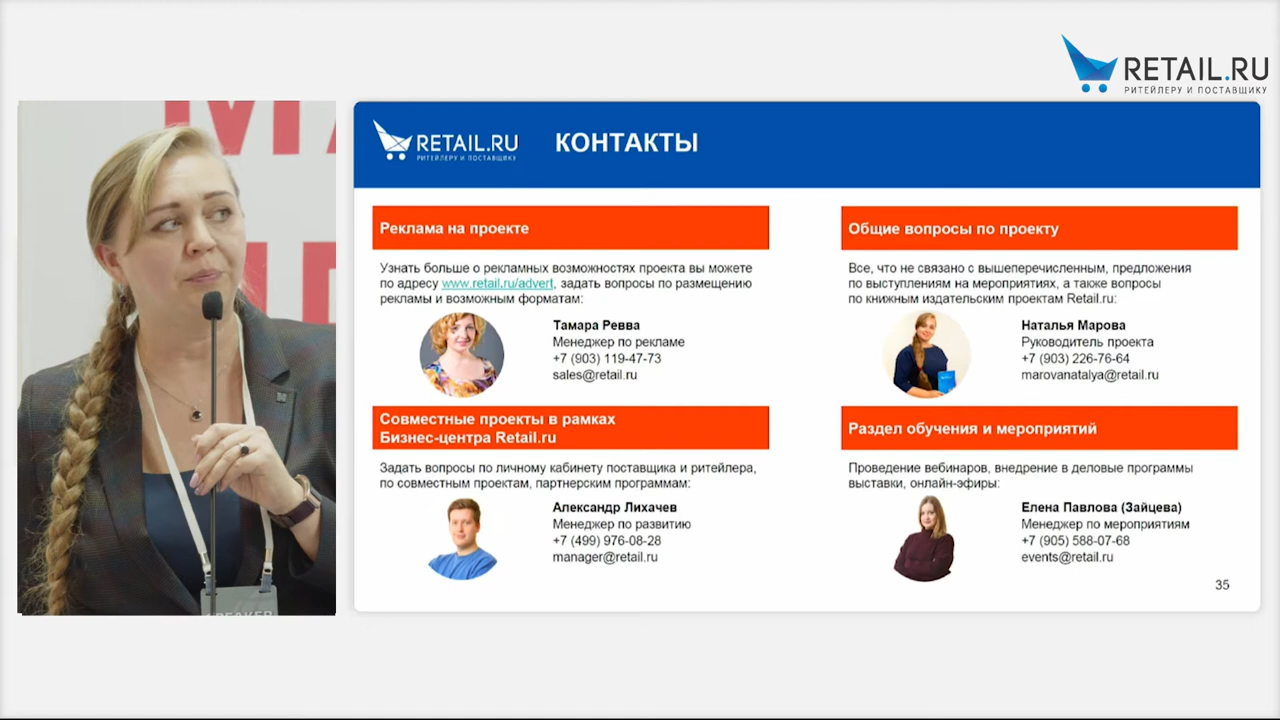 RETAIL.RU
РИТЕЙЛЕРУ И ПОСТАВЩИКУ
RETAIL.RU
РИТЕЙЛЕРУ И ПОСТАВЩИКУ
КОНТАКТЫ
Реклама на проекте
Узнать больше о рекламных возможностях проекта вы можете
по адресу www.retail.ru/advert, задать вопросы по размещению
рекламы и возможным форматам:
Тамара Ревва
Менеджер по рекламе
+7 (903) 119-47-73
sales@retail.ru
Общие вопросы по проекту
Все, что не связано с вышеперечисленным, предложения
по выступлениям на мероприятиях, а также вопросы
по книжным издательским проектам Retail.ru:
Наталья Марова
Руководитель проекта
+7 (903) 226-76-64
marovanatalya@retail.ru
Совместные проекты в рамках
Бизнес-центра Retail.ru
Задать вопросы по личному кабинету поставщика и ритейлера,
по совместным проектам, партнерским программам:
Александр Лихачев
Менеджер по развитию
+7 (499) 976-08-28
manager@retail.ru
Раздел обучения и мероприятий
Проведение вебинаров, внедрение в деловые программы
выставки, онлайн-эфиры:
Елена Павлова (Зайцева)
Менеджер по мероприятиям
+7 (905) 588-07-68
events@retail.ru
35